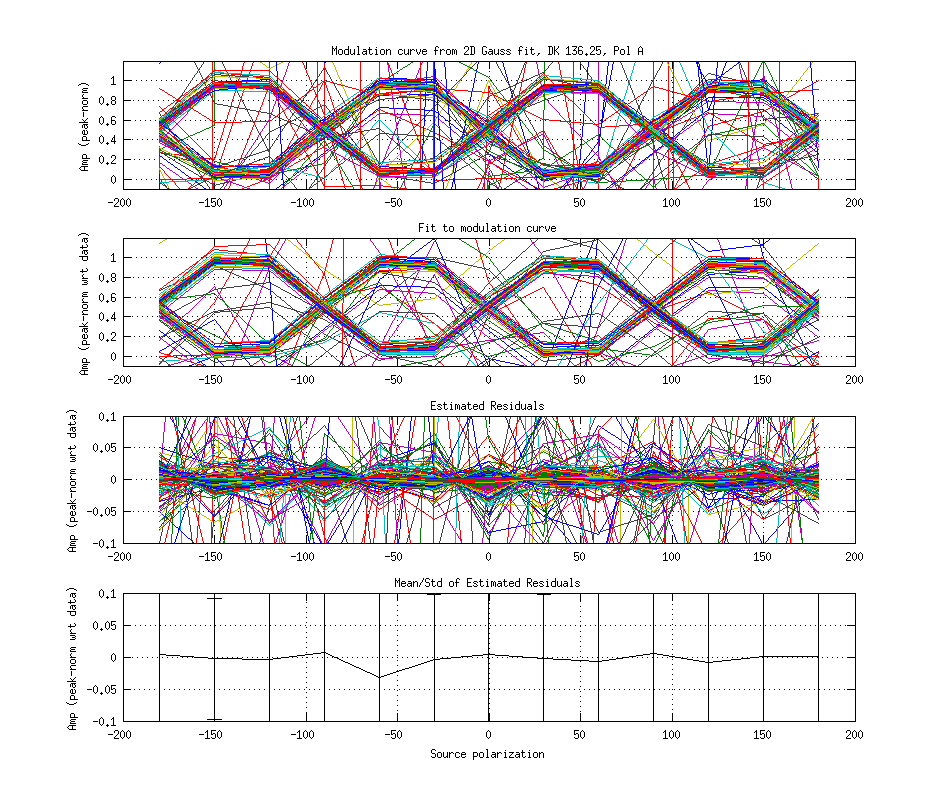 Modulation curve from 2D Gauss fit, DK 136.25, Pol A
Amp (peak-norm)
1
0.8
0.6
0.4
0.2
0
-200 -150 -100 -50 0 50 100 150 200
Fit to modulation curve
Amp (peak-norm wrt data)
1
0.8
0.6
0.4
0.2
0
-200 -150 -100 -50 0 50 100 150 200
Estimated Residuals
Amp (peak-norm wrt data)
0.1
0.05
0
-0.05
-0.1
-200 -150 -100 -50 0 50 100 150 200
Mean/Std of Estimated Residuals
Amp (peak-norm wrt data)
0.1
0.05
0
-0.05
-0.1
-200 -150 -100 -50 0 50 100 150 200
Source polarization